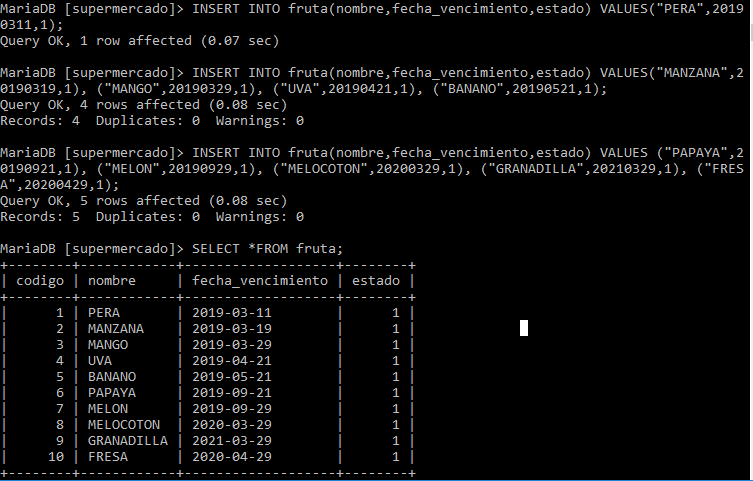 MariaDB [supermercado]> INSERT INTO fruta(nombre,fecha_vencimiento,estado) VALUES("PERA",2019
0311,1);
Query OK, 1 row affected (0.07 sec)

MariaDB [supermercado]> INSERT INTO fruta(nombre,fecha_vencimiento,estado) VALUES("MANZANA",2
0190319,1), ("MANGO",20190329,1), ("UVA",20190421,1), ("BANANO",20190521,1);
Query OK, 4 rows affected (0.08 sec)
Records: 4  Duplicates: 0  Warnings: 0

MariaDB [supermercado]> INSERT INTO fruta(nombre,fecha_vencimiento,estado) VALUES ("PAPAYA",2
0190921,1), ("MELON",20190929,1), ("MELOCOTON",20200329,1), ("GRANADILLA",20210329,1), ("FRES
A",20200429,1);
Query OK, 5 rows affected (0.08 sec)
Records: 5  Duplicates: 0  Warnings: 0

MariaDB [supermercado]> SELECT *FROM fruta;
+--------+------------+-------------------+--------+
| codigo | nombre     | fecha_vencimiento | estado |
+--------+------------+-------------------+--------+
|      1 | PERA       | 2019-03-11        |      1 |
|      2 | MANZANA    | 2019-03-19        |      1 |
|      3 | MANGO      | 2019-03-29        |      1 |
|      4 | UVA        | 2019-04-21        |      1 |
|      5 | BANANO     | 2019-05-21        |      1 |
|      6 | PAPAYA     | 2019-09-21        |      1 |
|      7 | MELON      | 2019-09-29        |      1 |
|      8 | MELOCOTON  | 2020-03-29        |      1 |
|      9 | GRANADILLA | 2021-03-29        |      1 |
|     10 | FRESA      | 2020-04-29        |      1 |
+--------+------------+-------------------+--------+